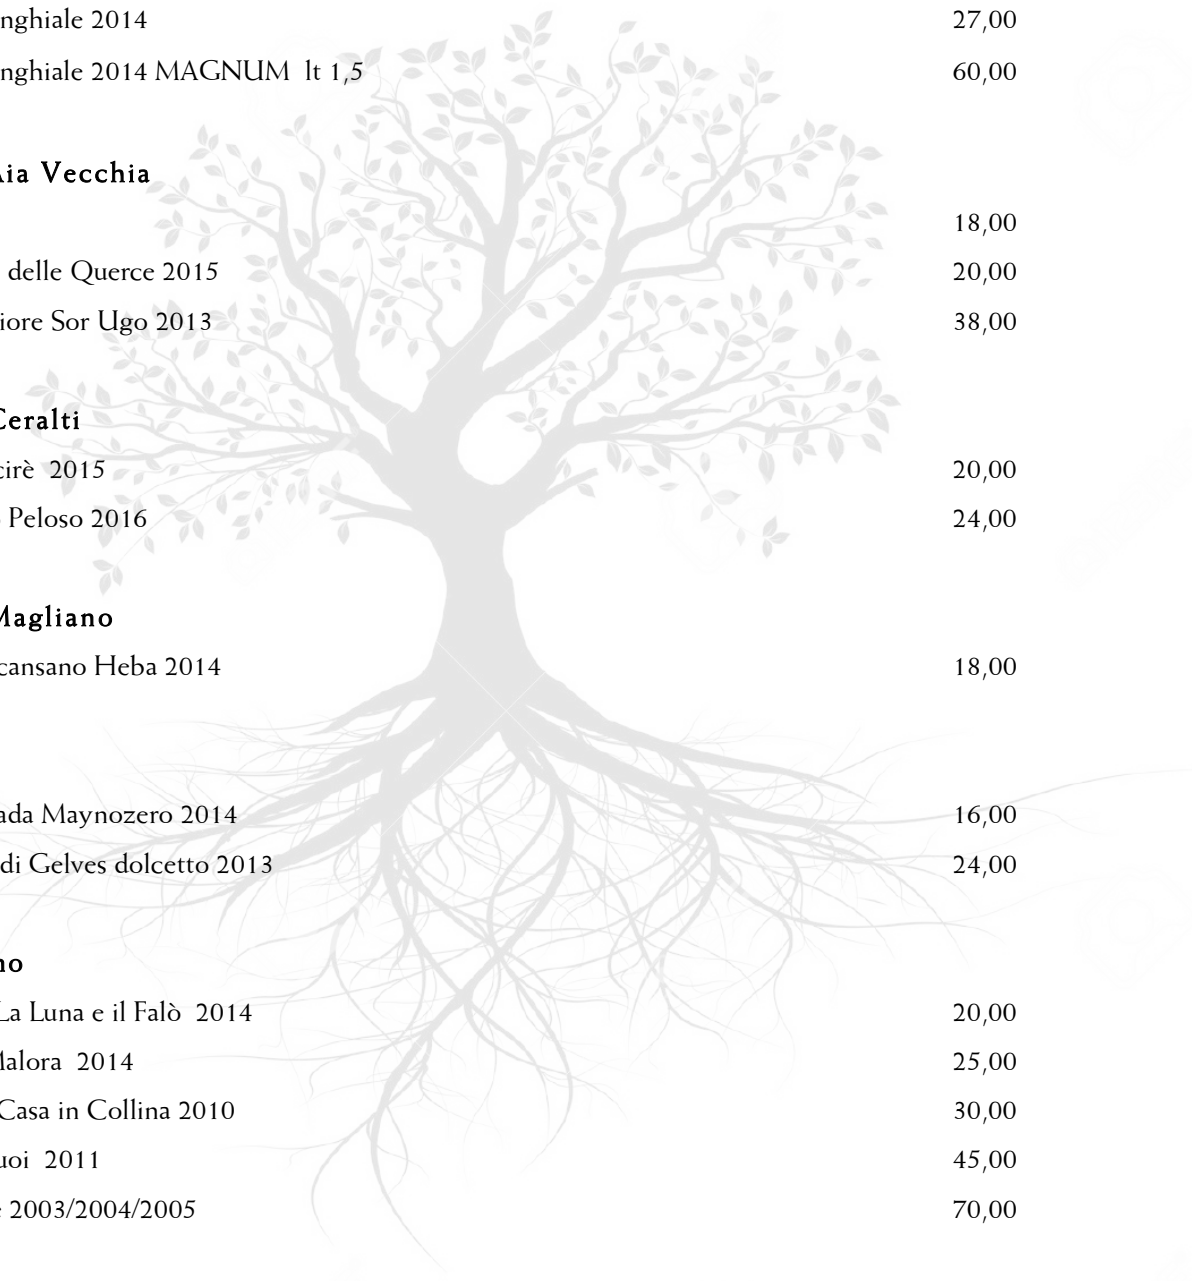 nghiale 2014 27,00
nghiale 2014 MAGNUM lt 1,5 60,00
Aia Vecchia
18,00
delle Querce 2015 20,00
iore Sor Ugo 2013 38,00
Ceralti
cirè 2015 20,00
Peloso 2016 24,00
Magliano
cansano Heba 2014 18,00
ada Maynozero 2014 16,00
di Gelves dolcetto 2013 24,00
no
La Luna e il Falò 2014 20,00
Malora 2014 25,00
Casa in Collina 2010 30,00
uoi 2011 45,00
e 2003/2004/2005 70,00